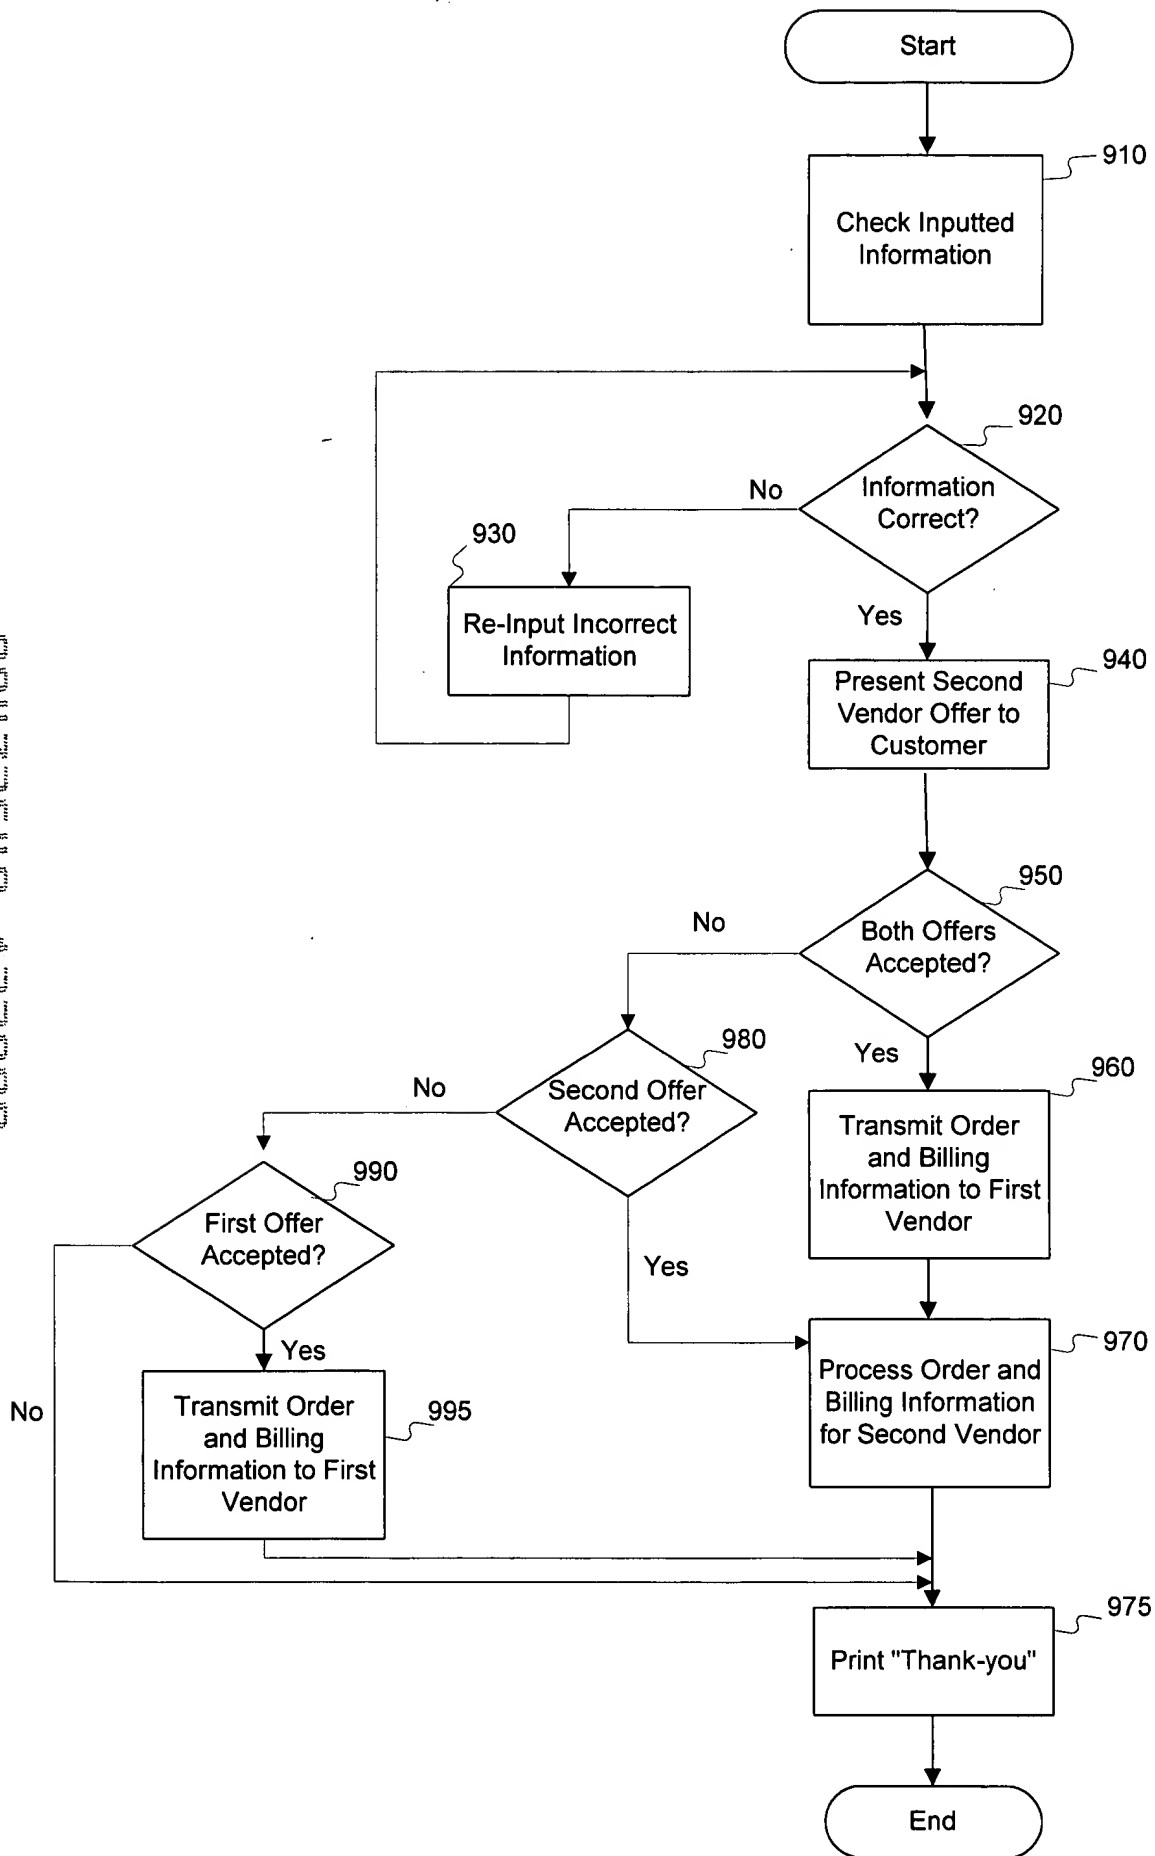 Start
910
Check Inputted
Information
920
Information
Correct?
No
930
Re-Input Incorrect
Information
Yes
940
Present Second
Vendor Offer to
Customer
950
Both Offers
Accepted?
No
980
Second Offer
Accepted?
Yes
960
Transmit Order
and Billing
Information to First
Vendor
No
990
First Offer
Accepted?
Yes
970
Process Order and
Billing Information
for Second Vendor
Yes
No
995
Transmit Order
and Billing
Information to First
Vendor
975
Print "Thank-you"
End